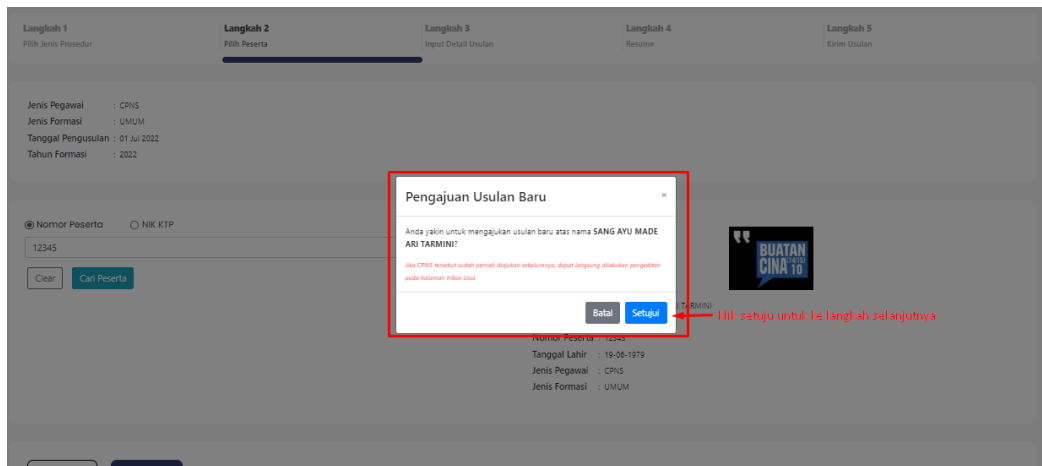 Langkah 1
Pilih Jenis Prosedur
Langkah 2
Pilih Peserta
Langkah 3
Input Detail Usulan
Langkah 4
Resume
Langkah 5
Kirim Usulan
Jenis Pegawai : CPNS
Jenis Formasi : UMUM
Tanggal Pengusulan : 01 Jul 2022
Tahun Formasi : 2022
Nomor Peserta NIK KTP
12345
Clear Cari Peserta
Pengajuan Usulan Baru ×
Anda yakin untuk mengajukan usulan baru atas nama SANG AYU MADE
ARI TARMINI?
Jika CPNS tersebut sudah pernah diajukan sebelumnya, dapat langsung dilakukan pengeditan
pada halaman Inbox Usul.
Batal Setujui
BUATAN
CINA
TARMINI
klik setuju untuk ke langkah selanjutnya
Nomor Peserta : 12345
Tanggal Lahir : 19-06-1979
Jenis Pegawai : CPNS
Jenis Formasi : UMUM